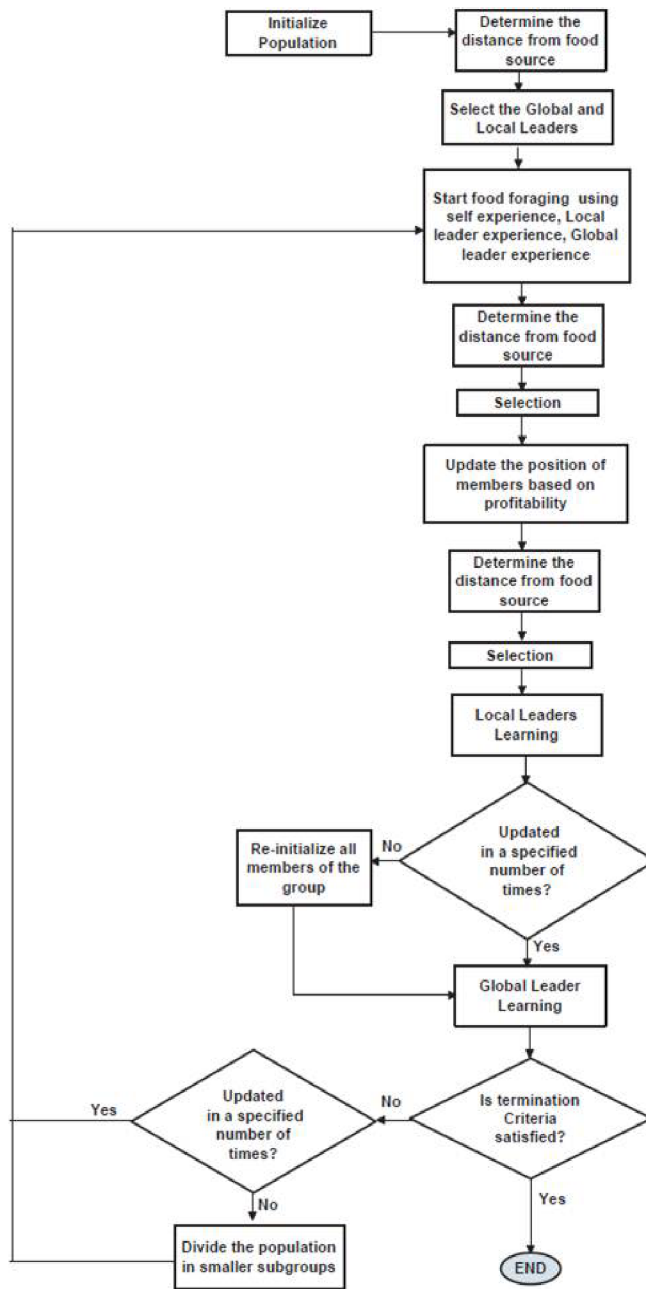 Initialize
Population
Determine the
distance from food
source
Select the Global and
Local Leaders
Start food foraging using
self experience, Local
leader experience, Global
leader experience
Determine the
distance from food
source
Selection
Update the position of
members based on
profitability
Determine the
distance from food
source
Selection
Local Leaders
Learning
Updated
in a specified
number of
times?
No
Re-initialize all
members of the
group
Yes
Global Leader
Learning
Is termination
Criteria
satisfied?
No
Updated
in a specified
number of
times?
Yes
No
Divide the population
in smaller subgroups
Yes
END